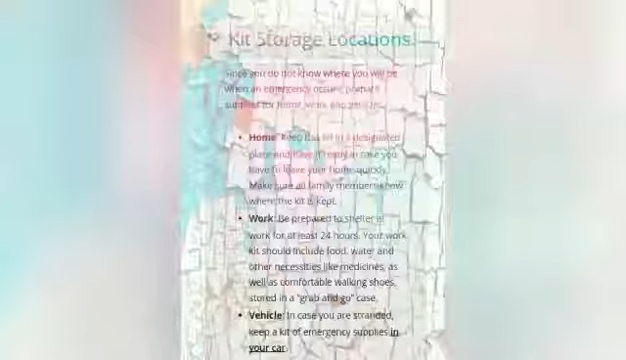 Kit Storage Locations
Since you do not know where you will be
when an emergency occurs, prepare
supplies for home, work and vehicles.
Home: Keep this kit in a designated
place and have it ready in case you
have to leave your home quickly.
Make sure all family members know
where the kit is kept.
Work: Be prepared to shelter at
work for at least 24 hours. Your work
kit should include food, water and
other necessities like medicines, as
well as comfortable walking shoes,
stored in a "grab and go" case.
Vehicle: In case you are stranded,
keep a kit of emergency supplies in
your car.